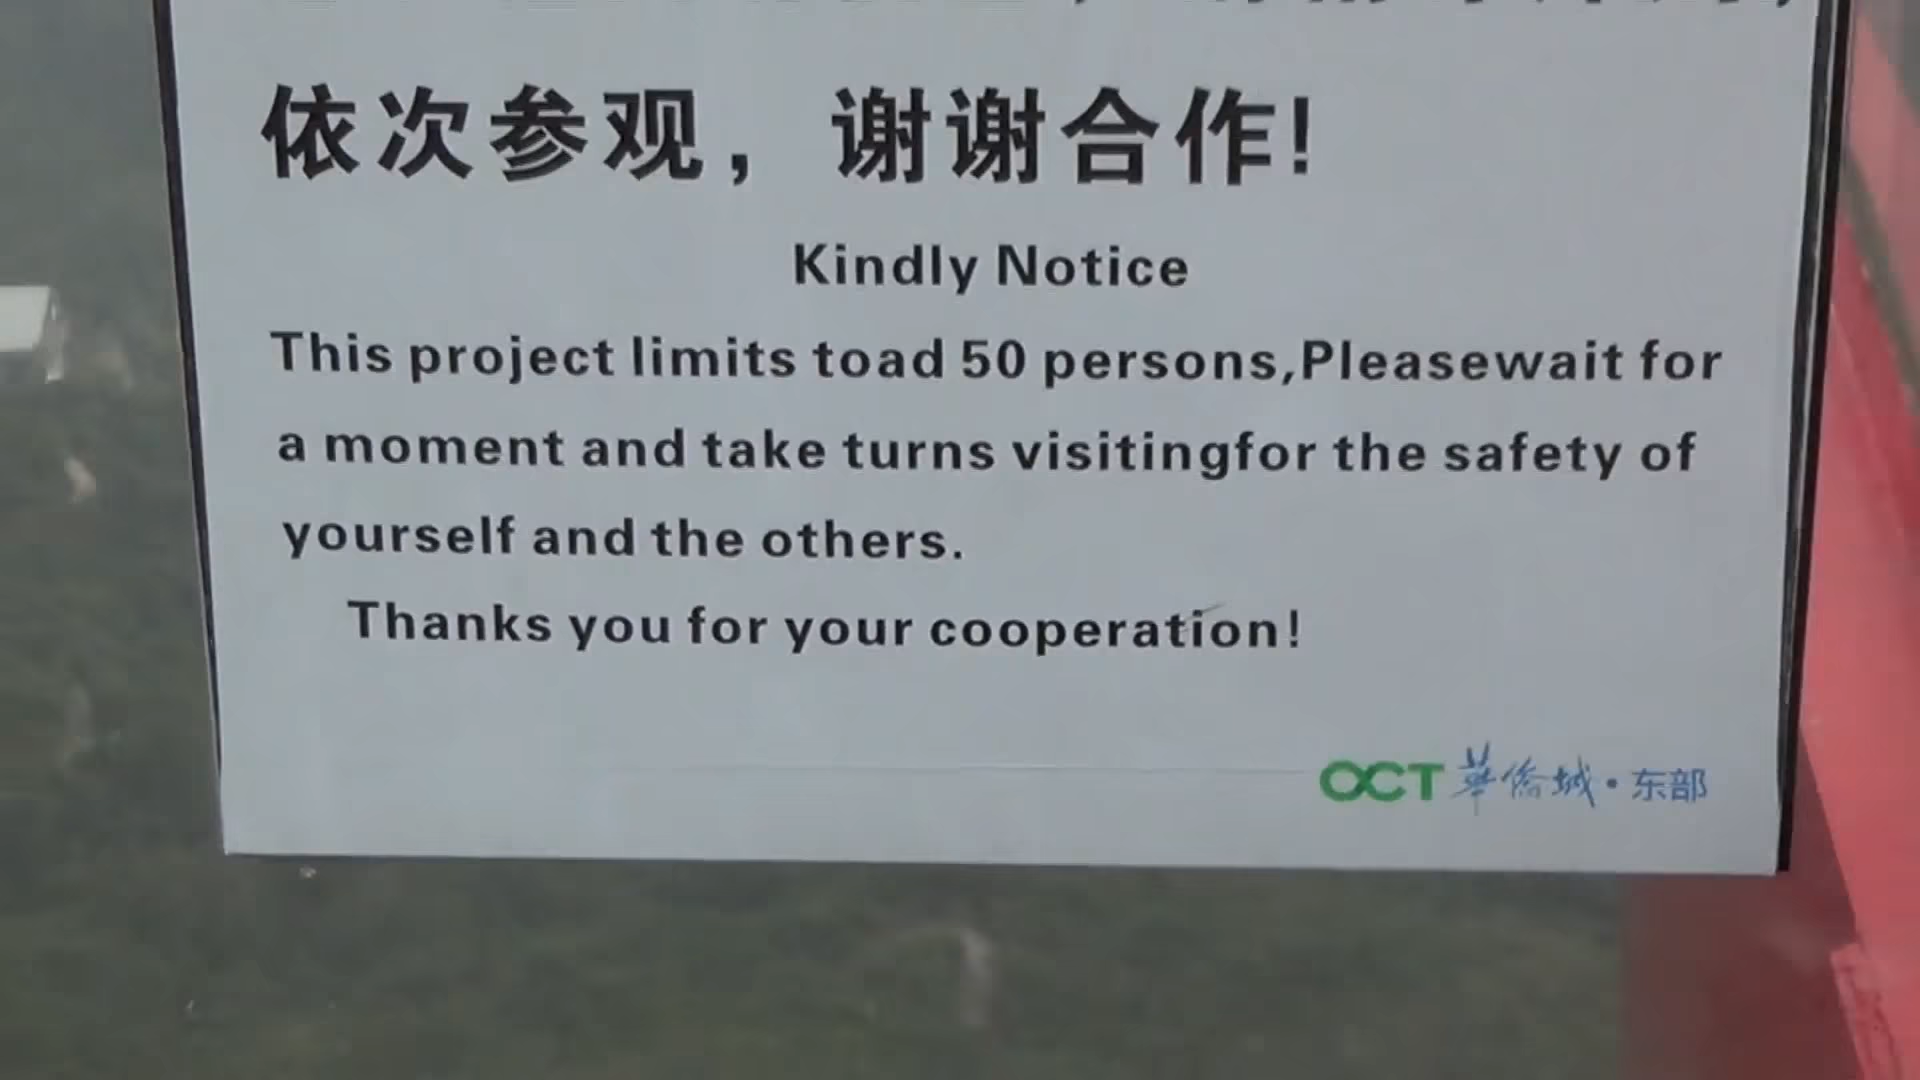 依次参观，谢谢合作！
Kindly Notice
This project limits toad 50 persons,Pleasewait for
a moment and take turns visitingfor the safety of
yourself and the others.
Thanks you for your cooperation!
OCT 華僑城·东部